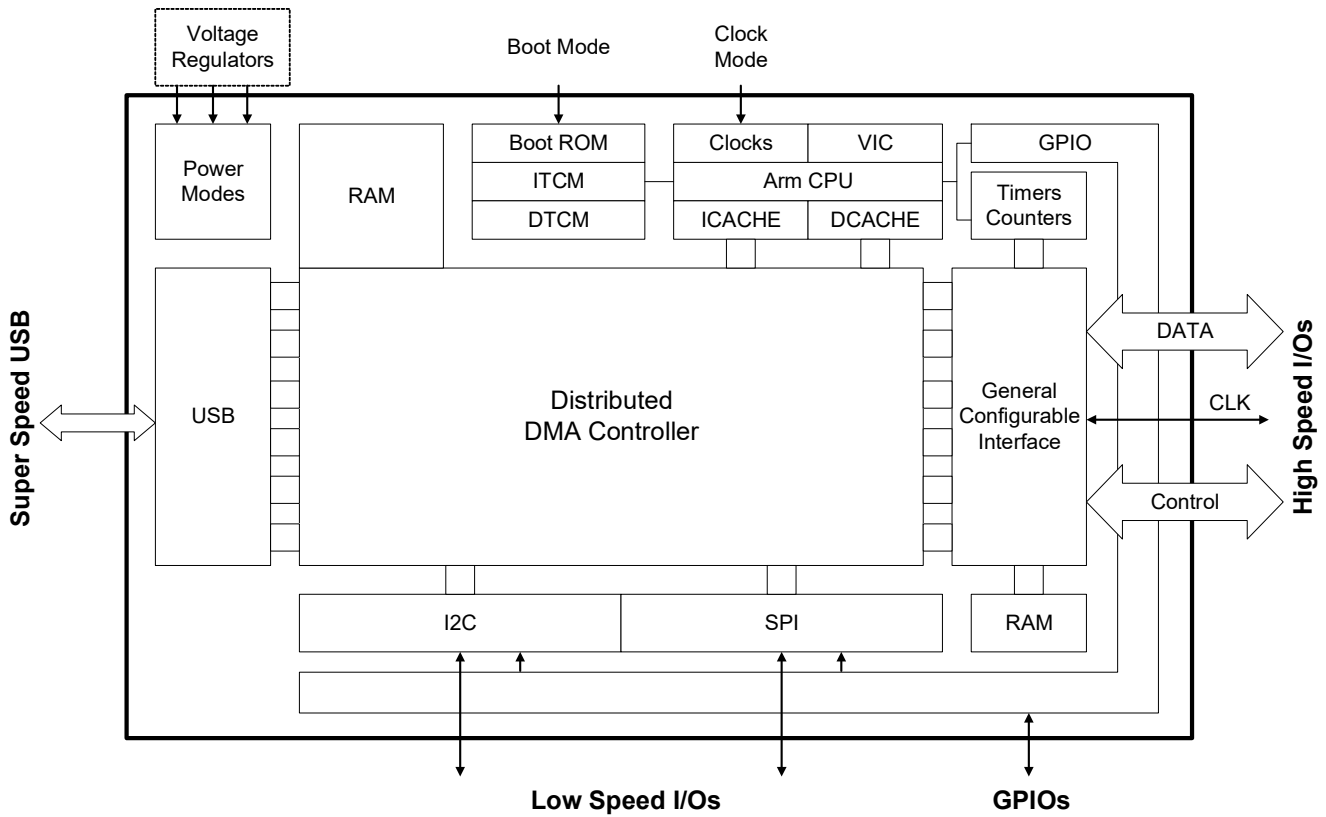 Voltage
Regulators
Boot Mode
Clock
Mode
Power
Modes
RAM
Boot ROM
ITCM
DTCM
Clocks
VIC
Arm CPU
ICACHE
DCACHE
GPIO
Timers
Counters
Super Speed USB
USB
Distributed
DMA Controller
General
Configurable
Interface
DATA
CLK
Control
High Speed I/Os
I2C
SPI
RAM
Low Speed I/Os
GPIOs